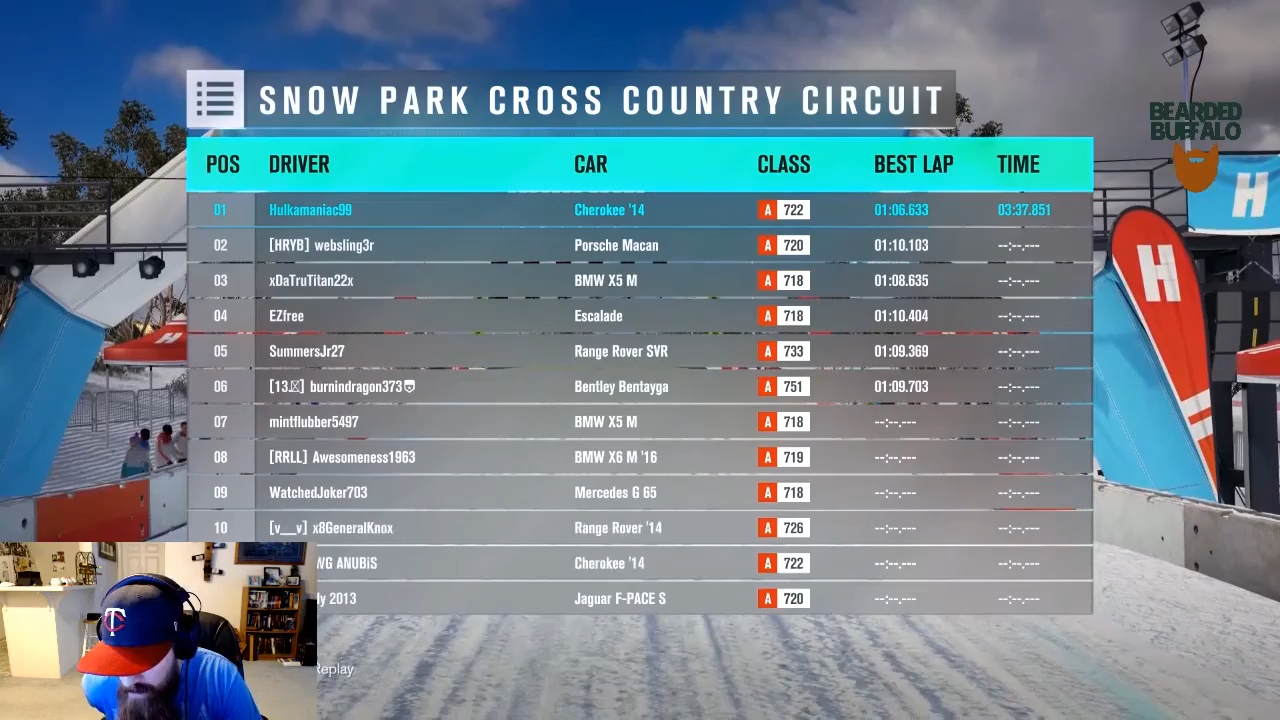 SNOW PARK CROSS COUNTRY CIRCUIT
BEARDED
BUFFALO
POS DRIVER CAR CLASS BEST LAP TIME
01 Hulkamaniac99 Cherokee '14 A 722 01:06.633 03:37.851
02 [HRYB] websling3r Porsche Macan A 720 01:10.103 --:--.---
03 xDaTruTitan22x BMW X5 M A 718 01:08.635 --:--.---
04 EZfree Escalade A 718 01:10.404 --:--.---
05 SummersJr27 Range Rover SVR A 733 01:09.369 --:--.---
06 [13.] burnindragon373 Bentley Bentayga A 751 01:09.703 --:--.---
07 mintflubber5497 BMW X5 M A 718 --:--.--- --:--.---
08 [RRLL] Awesomeness1963 BMW X6 M '16 A 719 --:--.--- --:--.---
09 WatchedJoker703 Mercedes G 65 A 718 --:--.--- --:--.---
10 [v__v] x8GeneralKnox Range Rover '14 A 726 --:--.--- --:--.---
WG ANUBiS Cherokee '14 A 722 --:--.--- --:--.---
y 2013 Jaguar F-PACE S A 720 --:--.--- --:--.---
Replay
H
H
H
TC